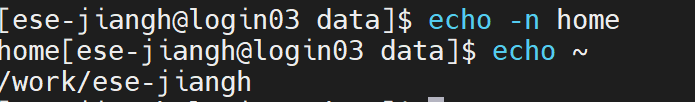 [ese-jiangh@login03 data]$ echo -n home
home[ese-jiangh@login03 data]$ echo ~
/work/ese-jiangh